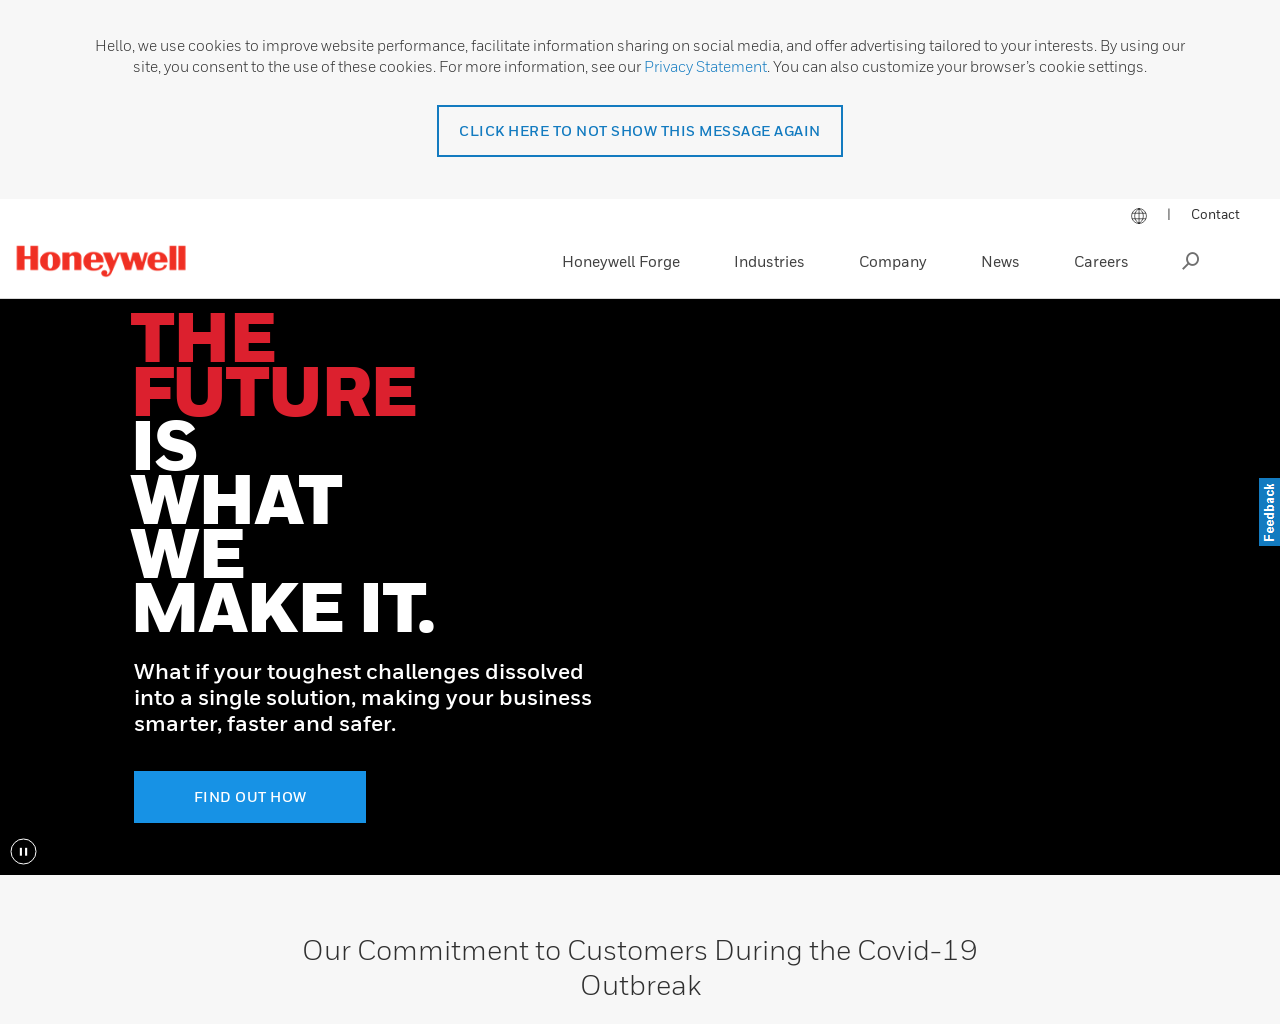 Hello, we use cookies to improve website performance, facilitate information sharing on social media, and offer advertising tailored to your interests. By using our
site, you consent to the use of these cookies. For more information, see our Privacy Statement. You can also customize your browser’s cookie settings.
CLICK HERE TO NOT SHOW THIS MESSAGE AGAIN
| Contact
Honeywell
Honeywell Forge Industries Company News Careers
THE
FUTURE
IS
WHAT
WE
MAKE IT.
Feedback
What if your toughest challenges dissolved
into a single solution, making your business
smarter, faster and safer.
FIND OUT HOW
Our Commitment to Customers During the Covid-19
Outbreak